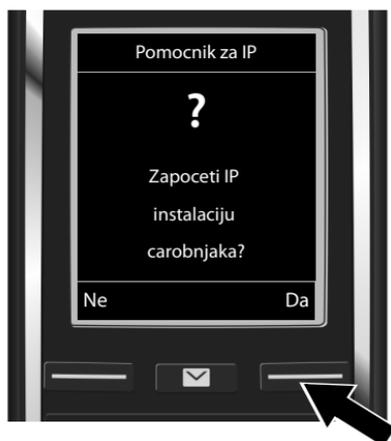 Pomocnik za IP
?
Zapoceti IP
instalaciju
carobnjaka?
Ne Da